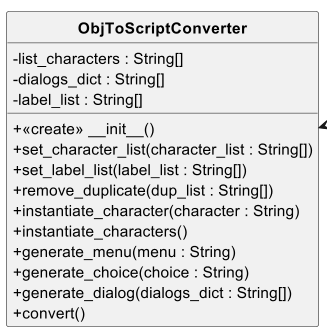 ObjToScriptConverter
-list_characters : String[]
-dialogs_dict : String[]
-label_list : String[]
+«create» __init__()
+set_character_list(character_list : String[])
+set_label_list(label_list : String[])
+remove_duplicate(dup_list : String[])
+instantiate_character(character : String)
+instantiate_characters()
+generate_menu(menu : String)
+generate_choice(choice : String)
+generate_dialog(dialogs_dict : String[])
+convert()